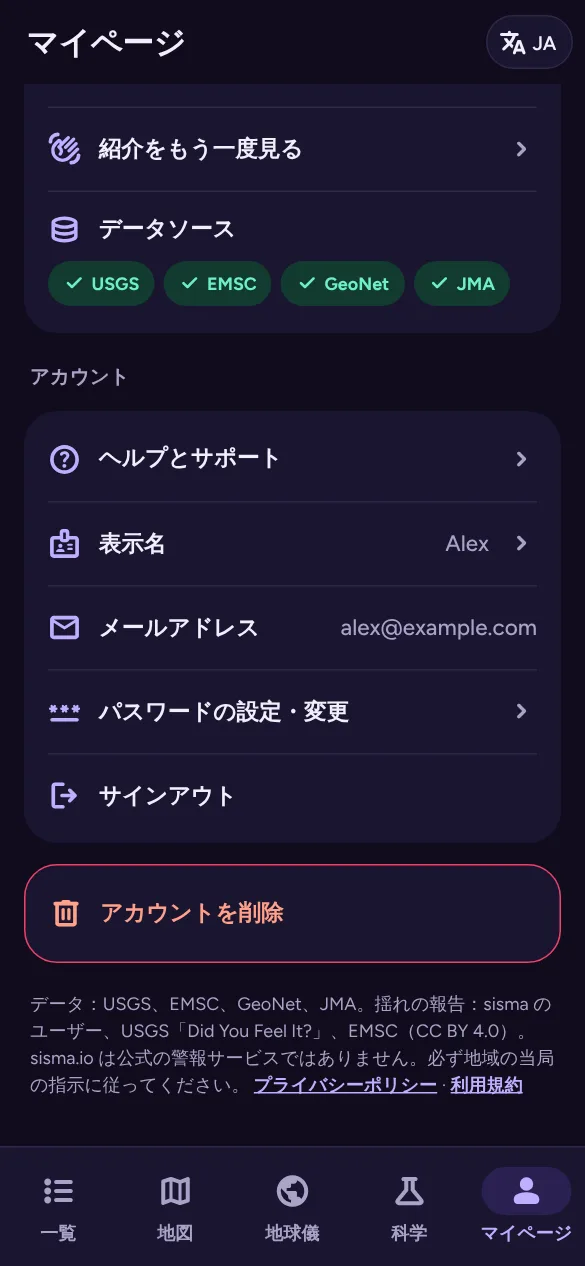 マイページ
JA
紹介をもう一度見る
データソース
USGS
EMSC
GeoNet
JMA
アカウント
ヘルプとサポート
表示名
Alex
メールアドレス
alex@example.com
パスワードの設定・変更
サインアウト
アカウントを削除
データ：USGS、EMSC、GeoNet、JMA。揺れの報告：sisma の
ユーザー、USGS「Did You Feel It?」、EMSC（CC BY 4.0）。
sisma.io は公式の警報サービスではありません。必ず地域の当局
の指示に従ってください。 プライバシーポリシー · 利用規約
一覧
地図
地球儀
科学
マイページ